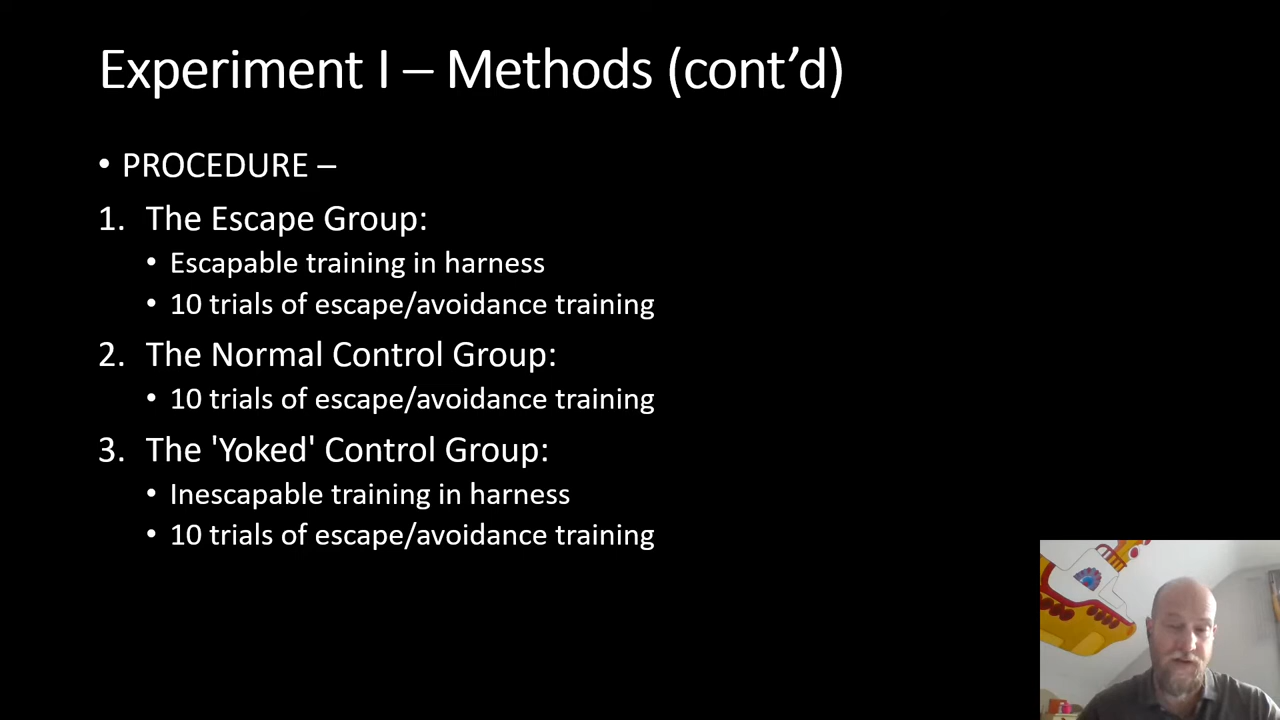 Experiment I – Methods (cont’d)
• PROCEDURE –
1. The Escape Group:
• Escapable training in harness
• 10 trials of escape/avoidance training
2. The Normal Control Group:
• 10 trials of escape/avoidance training
3. The 'Yoked' Control Group:
• Inescapable training in harness
• 10 trials of escape/avoidance training